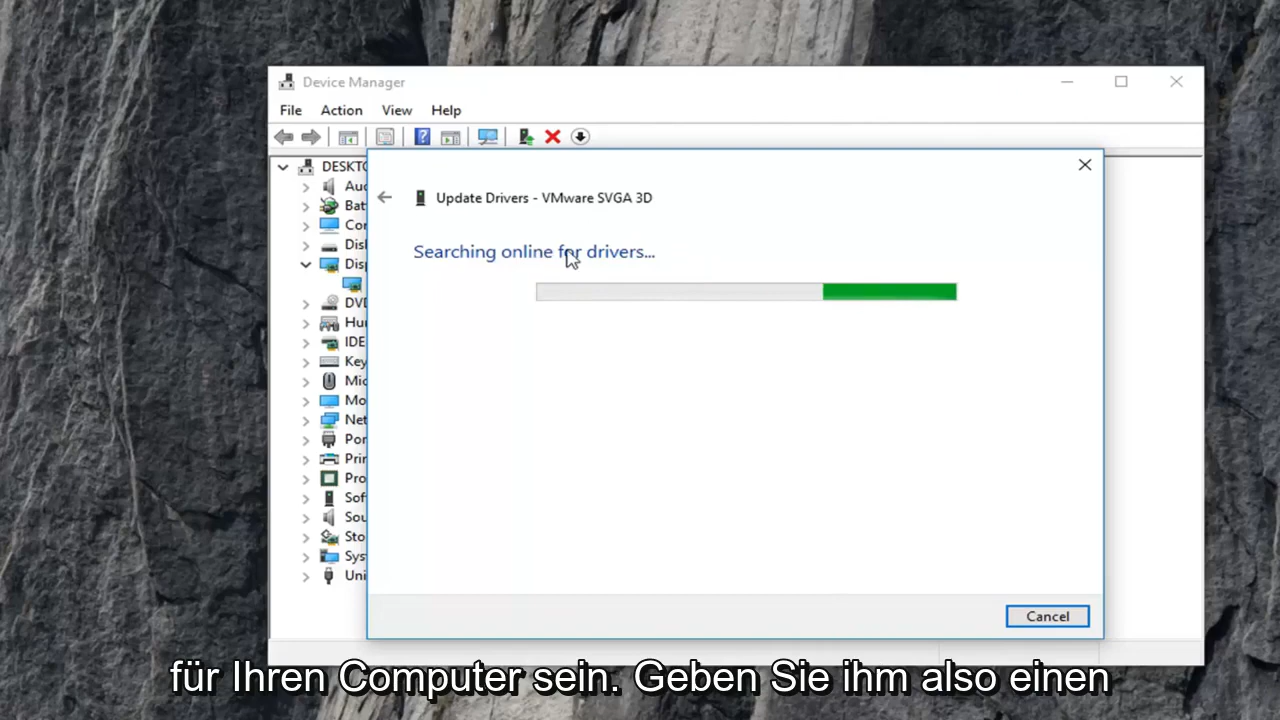 Device Manager
File Action View Help
DESKTO
Update Drivers - VMware SVGA 3D
Searching online for drivers...
Aud
Bat
Cor
Disk
Disp
DVD
Hur
IDE
Key
Mic
Mo
Net
Por
Prin
Pro
Sof
Sou
Sto
Sys
Uni
Cancel
für Ihren Computer sein. Geben Sie ihm also einen